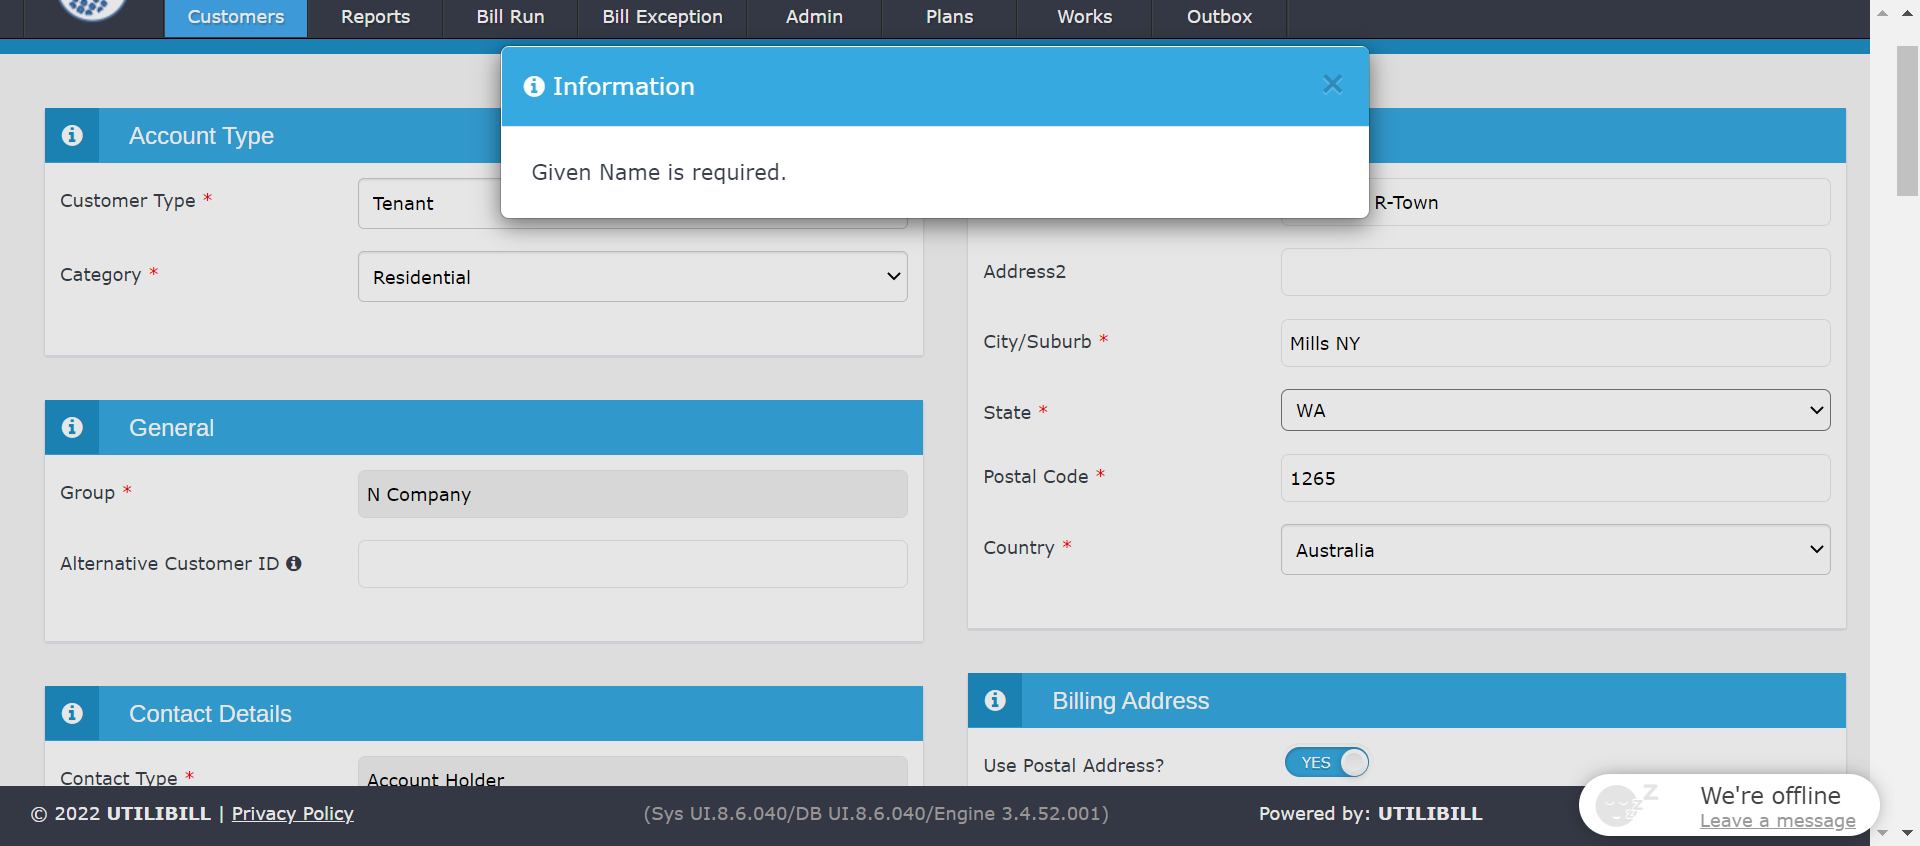 Customers Reports Bill Run Bill Exception Admin Plans Works Outbox
Information ×
Given Name is required.
Account Type
Customer Type * Tenant
Category * Residential
General
Group * N Company
Alternative Customer ID
Contact Details
Contact Type * Account Holder
R-Town
Address2
City/Suburb * Mills NY
State * WA
Postal Code * 1265
Country * Australia
Billing Address
Use Postal Address? YES
© 2022 UTILIBILL | Privacy Policy (Sys UI.8.6.040/DB UI.8.6.040/Engine 3.4.52.001) Powered by: UTILIBILL
We're offline
Leave a message